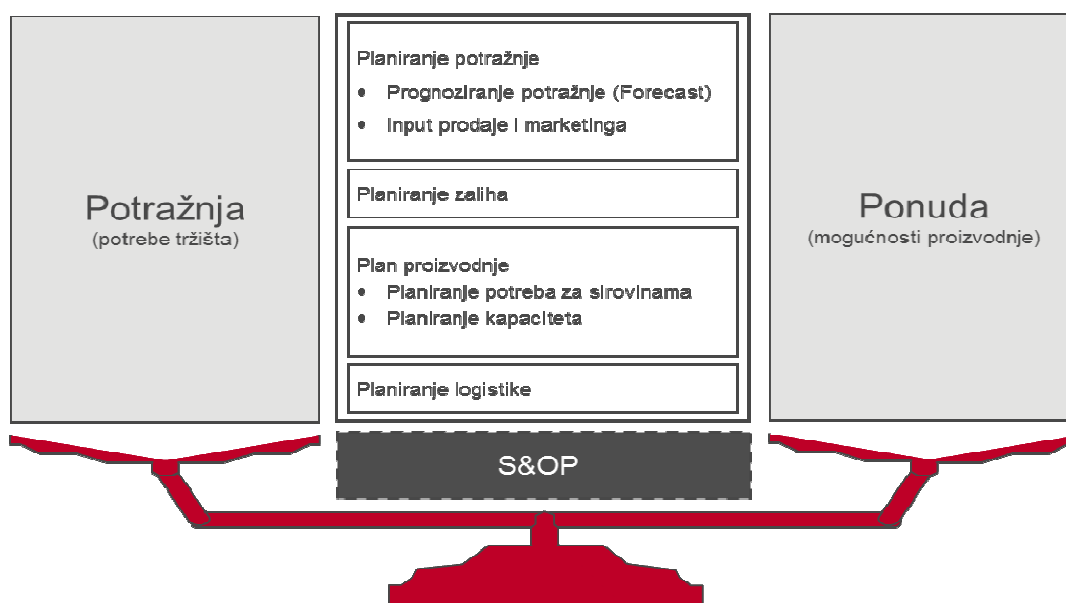 Potražnja
(potrebe tržišta)
Planiranje potražnje
• Prognoziranje potražnje (Forecast)
• Input prodaje i marketinga
Planiranje zaliha
Plan proizvodnje
• Planiranje potreba za sirovinama
• Planiranje kapaciteta
Planiranje logistike
S&OP
Ponuda
(mogućnosti proizvodnje)